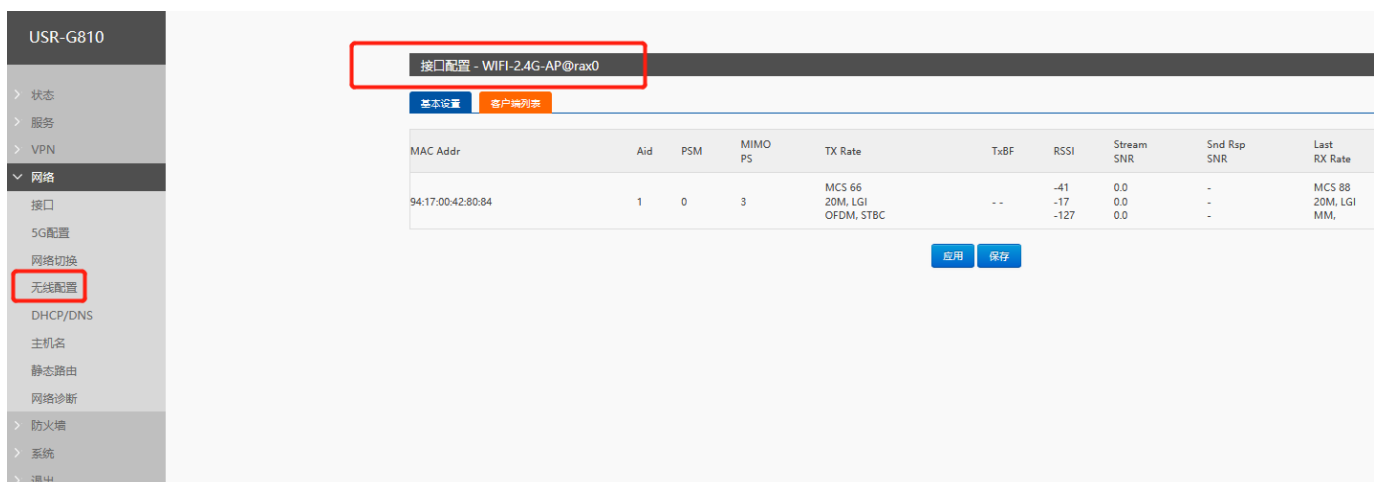 USR-G810
状态
服务
VPN
网络
接口
5G配置
网络切换
无线配置
DHCP/DNS
主机名
静态路由
网络诊断
防火墙
系统
退出
接口配置 - WIFI-2.4G-AP@rax0
基本设置 客户端列表
MAC Addr Aid PSM MIMO PS TX Rate TxBF RSSI Stream SNR Snd Rsp SNR Last RX Rate
MCS 66 -41 0.0 - MCS 88
94:17:00:42:80:84 1 0 3 20M, LGI - - -17 0.0 - 20M, LGI
OFDM, STBC -127 0.0 - MM,
应用 保存